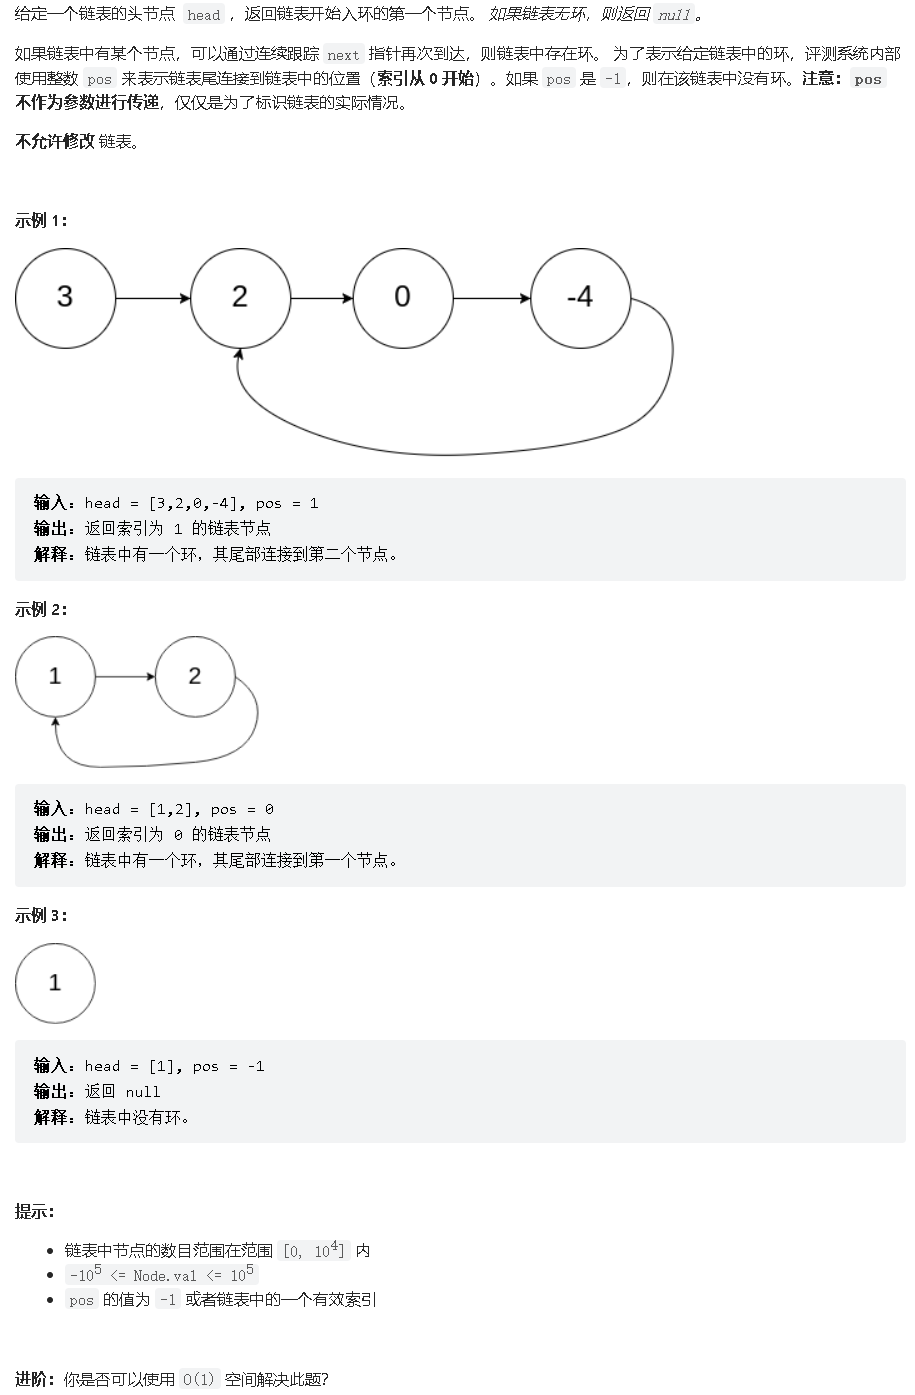 给定一个链表的头节点 head ，返回链表开始入环的第一个节点。 如果链表无环，则返回 null。
如果链表中有某个节点，可以通过连续跟踪 next 指针再次到达，则链表中存在环。 为了表示给定链表中的环，评测系统内部
使用整数 pos 来表示链表尾连接到链表中的位置（索引从 0 开始）。如果 pos 是 -1，则在该链表中没有环。注意：pos
不作为参数进行传递，仅仅是为了标识链表的实际情况。
不允许修改 链表。
示例 1：
3 2 0 -4
输入：head = [3,2,0,-4], pos = 1
输出：返回索引为 1 的链表节点
解释：链表中有一个环，其尾部连接到第二个节点。
示例 2：
1 2
输入：head = [1,2], pos = 0
输出：返回索引为 0 的链表节点
解释：链表中有一个环，其尾部连接到第一个节点。
示例 3：
1
输入：head = [1], pos = -1
输出：返回 null
解释：链表中没有环。
提示：
• 链表中节点的数目范围在范围 [0, 10⁴] 内
• -10⁵ <= Node.val <= 10⁵
• pos 的值为 -1 或者链表中的一个有效索引
进阶：你是否可以使用 O(1) 空间解决此题？